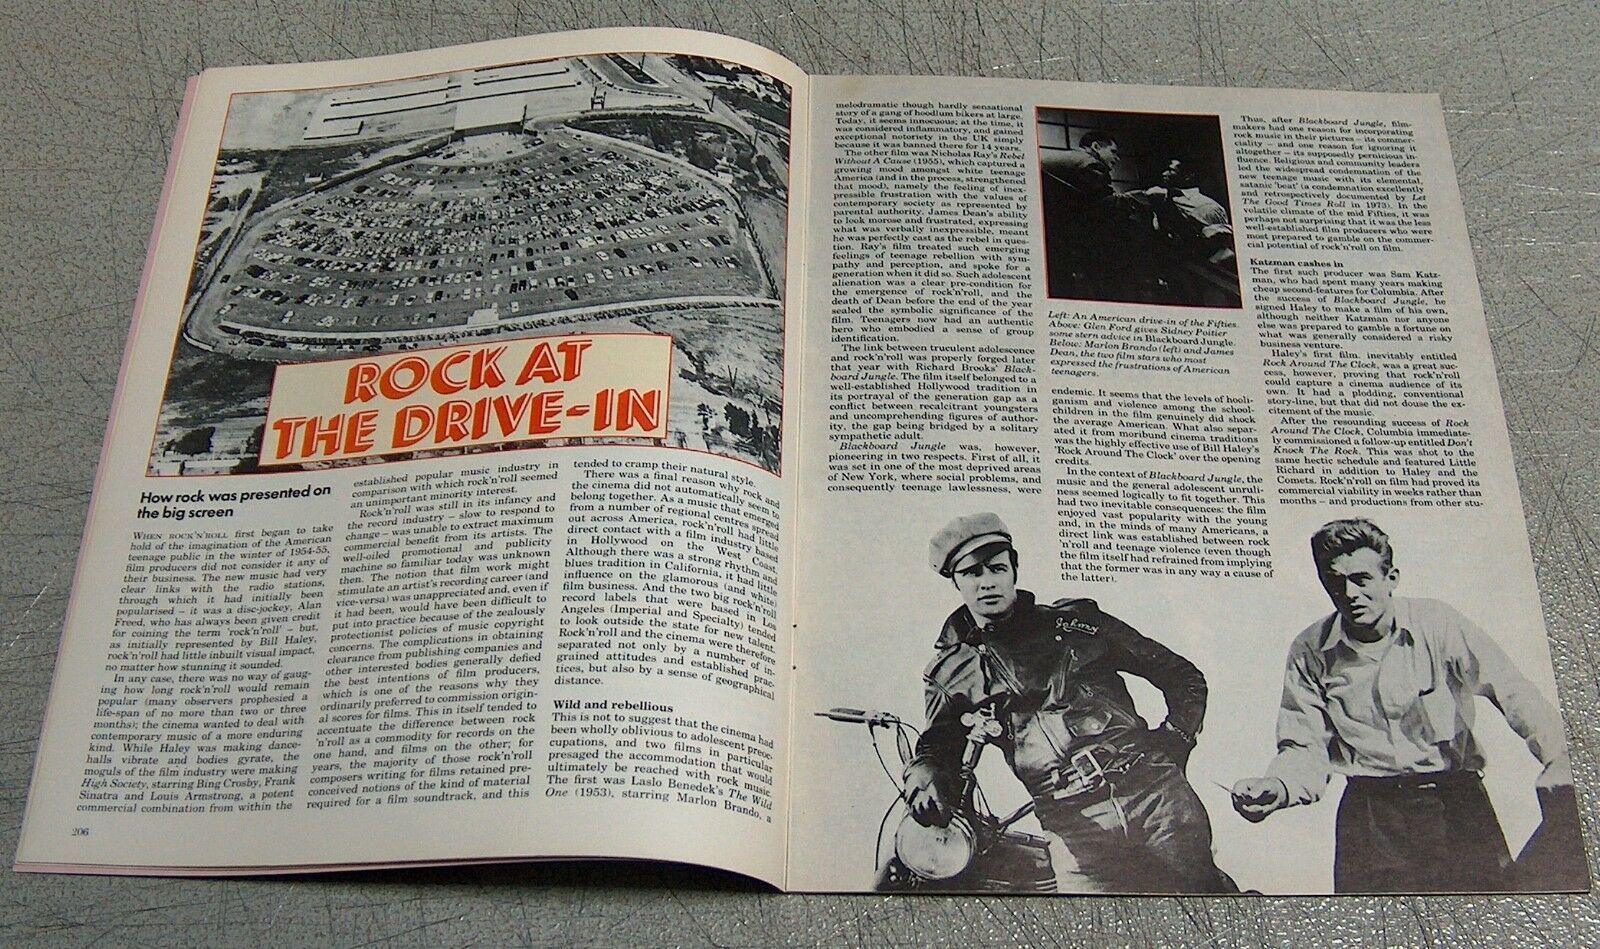 ROCK AT
THE DRIVE-IN
How rock was presented on
the big screen
WHEN ROCK'N'ROLL first began to take
hold of the imagination of the American
teenage public in the winter of 1954-55,
film producers did not consider it any of
their business. The new music had very
clear links with the radio stations,
through which it had initially been
popularised – it was a disc-jockey, Alan
Freed, who has always been given credit
for coining the term 'rock'n'roll' – but,
as initially represented by Bill Haley,
rock'n'roll had little inbuilt visual impact,
no matter how stunning it sounded.
In any case, there was no way of gaug-
ing how long rock'n'roll would remain
popular (many observers prophesied a
life-span of no more than two or three
months); the cinema wanted to deal with
contemporary music of a more enduring
kind. While Haley was making dance-
halls vibrate and bodies gyrate, the
moguls of the film industry were making
High Society, starring Bing Crosby, Frank
Sinatra and Louis Armstrong, a potent
commercial combination from within the
206
established popular music industry in
comparison with which rock'n'roll seemed
an unimportant minority interest.
Rock'n'roll was still in its infancy and
the record industry – slow to respond to
change – was unable to extract maximum
commercial benefit from its artists. The
well-oiled promotional and publicity
machine so familiar today was unknown
then. The notion that film work might
stimulate an artist's recording career (and
vice-versa) was unappreciated and, even if
it had been, would have been difficult to
put into practice because of the zealously
protectionist policies of music copyright
concerns. The complications in obtaining
clearance from publishing companies and
other interested bodies generally defied
the best intentions of film producers,
which is one of the reasons why they
ordinarily preferred to commission origin-
al scores for films. This in itself tended to
accentuate the difference between rock
'n'roll as a commodity for records on the
one hand, and films on the other; for
years, the majority of those rock'n'roll
composers writing for films retained pre-
conceived notions of the kind of material
required for a film soundtrack, and this
tended to cramp their natural style.
There was a final reason why rock and
the cinema did not automatically seem to
belong together. As a music that emerged
from a number of regional centres spread
out across America, rock'n'roll had little
direct contact with a film industry based
in Hollywood on the West Coast.
Although there was a strong rhythm and
blues tradition in California, it had little
influence on the glamorous (and white)
film business. And the two big rock'n'roll
record labels that were based in Los
Angeles (Imperial and Specialty) tended
to look outside the state for new talent.
Rock'n'roll and the cinema were therefore
separated not only by a number of in-
grained attitudes and established prac-
tices, but also by a sense of geographical
distance.
Wild and rebellious
This is not to suggest that the cinema had
been wholly oblivious to adolescent preoc-
cupations, and two films in particular
presaged the accommodation that would
ultimately be reached with rock music.
The first was Laslo Benedek's The Wild
One (1953), starring Marlon Brando, a
melodramatic though hardly sensational
story of a gang of hoodlum bikers at large.
Today, it seems innocuous; at the time, it
was considered inflammatory, and gained
exceptional notoriety in the UK simply
because it was banned there for 14 years.
The other film was Nicholas Ray's Rebel
Without A Cause (1955), which captured a
growing mood amongst white teenage
America (and in the process, strengthened
that mood), namely the feeling of inex-
pressible frustration with the values of
contemporary society as represented by
parental authority. James Dean's ability
to look morose and frustrated, expressing
what was verbally inexpressible, meant
he was perfectly cast as the rebel in ques-
tion. Ray's film treated such emerging
feelings of teenage rebellion with sym-
pathy and perception, and spoke for a
generation when it did so. Such adolescent
alienation was a clear pre-condition for
the emergence of rock'n'roll, and the
death of Dean before the end of the year
sealed the symbolic significance of the
film. Teenagers now had an authentic
hero who embodied a sense of group
identification.
The link between truculent adolescence
and rock'n'roll was properly forged later
that year with Richard Brooks' Black-
board Jungle. The film itself belonged to a
well-established Hollywood tradition in
its portrayal of the generation gap as a
conflict between recalcitrant youngsters
and uncomprehending figures of author-
ity, the gap being bridged by a solitary
sympathetic adult.
Blackboard Jungle was, however,
pioneering in two respects. First of all, it
was set in one of the most deprived areas
of New York, where social problems, and
consequently teenage lawlessness, were
Left: An American drive-in of the Fifties.
Above: Glen Ford gives Sidney Poitier
some stern advice in Blackboard Jungle.
Below: Marlon Brando (left) and James
Dean, the two film stars who most
expressed the frustrations of American
teenagers.
endemic. It seems that the levels of hooli-
ganism and violence among the school-
children in the film genuinely did shock
the average American. What also separ-
ated it from moribund cinema traditions
was the highly effective use of Bill Haley's
'Rock Around The Clock' over the opening
credits.
In the context of Blackboard Jungle, the
music and the general adolescent unruli-
ness seemed logically to fit together. This
had two inevitable consequences: the film
enjoyed vast popularity with the young
and, in the minds of many Americans, a
direct link was established between rock
'n'roll and teenage violence (even though
the film itself had refrained from implying
that the former was in any way a cause of
the latter).
Thus, after Blackboard Jungle, film-
makers had one reason for incorporating
rock music in their pictures – its commer-
ciality – and one reason for ignoring it
altogether – its supposedly pernicious in-
fluence. Religious and community leaders
led the widespread condemnation of the
new teenage music with its elemental,
satanic 'beat' (a condemnation excellently
and retrospectively documented by Let
The Good Times Roll in 1973). In the
volatile climate of the mid Fifties, it was
perhaps not surprising that it was the less
well-established film producers who were
most prepared to gamble on the commer-
cial potential of rock'n'roll on film.
Katzman cashes in
The first such producer was Sam Katz-
man, who had spent many years making
cheap second-features for Columbia. After
the success of Blackboard Jungle, he
signed Haley to make a film of his own,
although neither Katzman nor anyone
else was prepared to gamble a fortune on
what was generally considered a risky
business venture.
Haley's first film, inevitably entitled
Rock Around The Clock, was a great suc-
cess, however, proving that rock'n'roll
could capture a cinema audience of its
own. It had a plodding, conventional
story-line, but that did not douse the ex-
citement of the music.
After the resounding success of Rock
Around The Clock, Columbia immediate-
ly commissioned a follow-up entitled Don't
Knock The Rock. This was shot to the
same hectic schedule and featured Little
Richard in addition to Haley and the
Comets. Rock'n'roll on film had proved its
commercial viability in weeks rather than
months – and productions from other stu-
Johnny